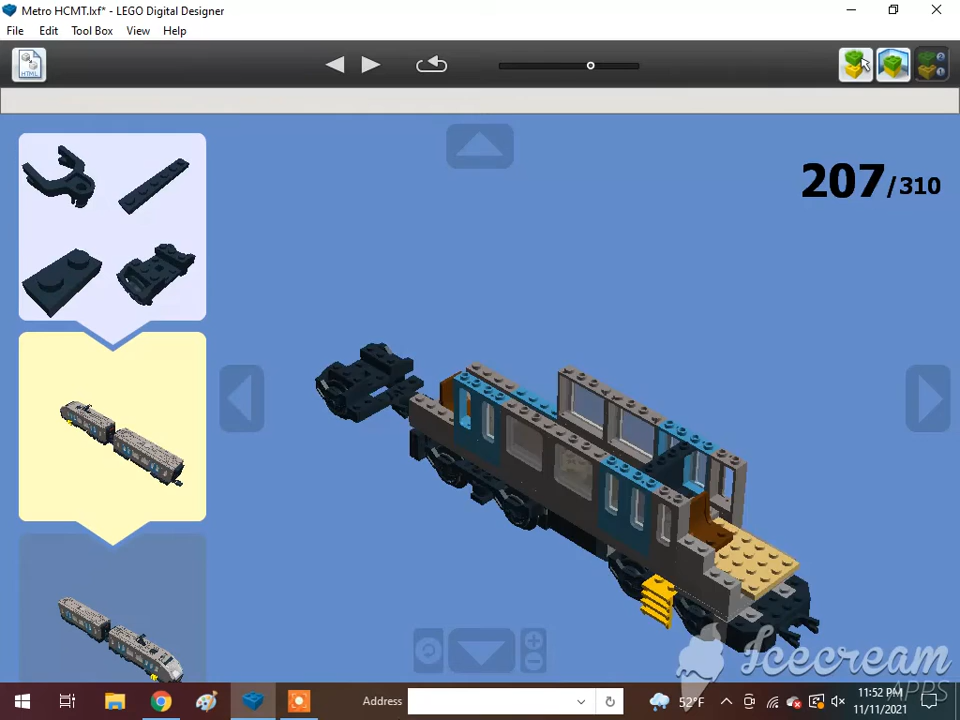 Metro HCMT.lxf* - LEGO Digital Designer
File Edit Tool Box View Help
HTML
207/310
Icecream
APPS
Address
52°F
11:52 PM
11/11/2021